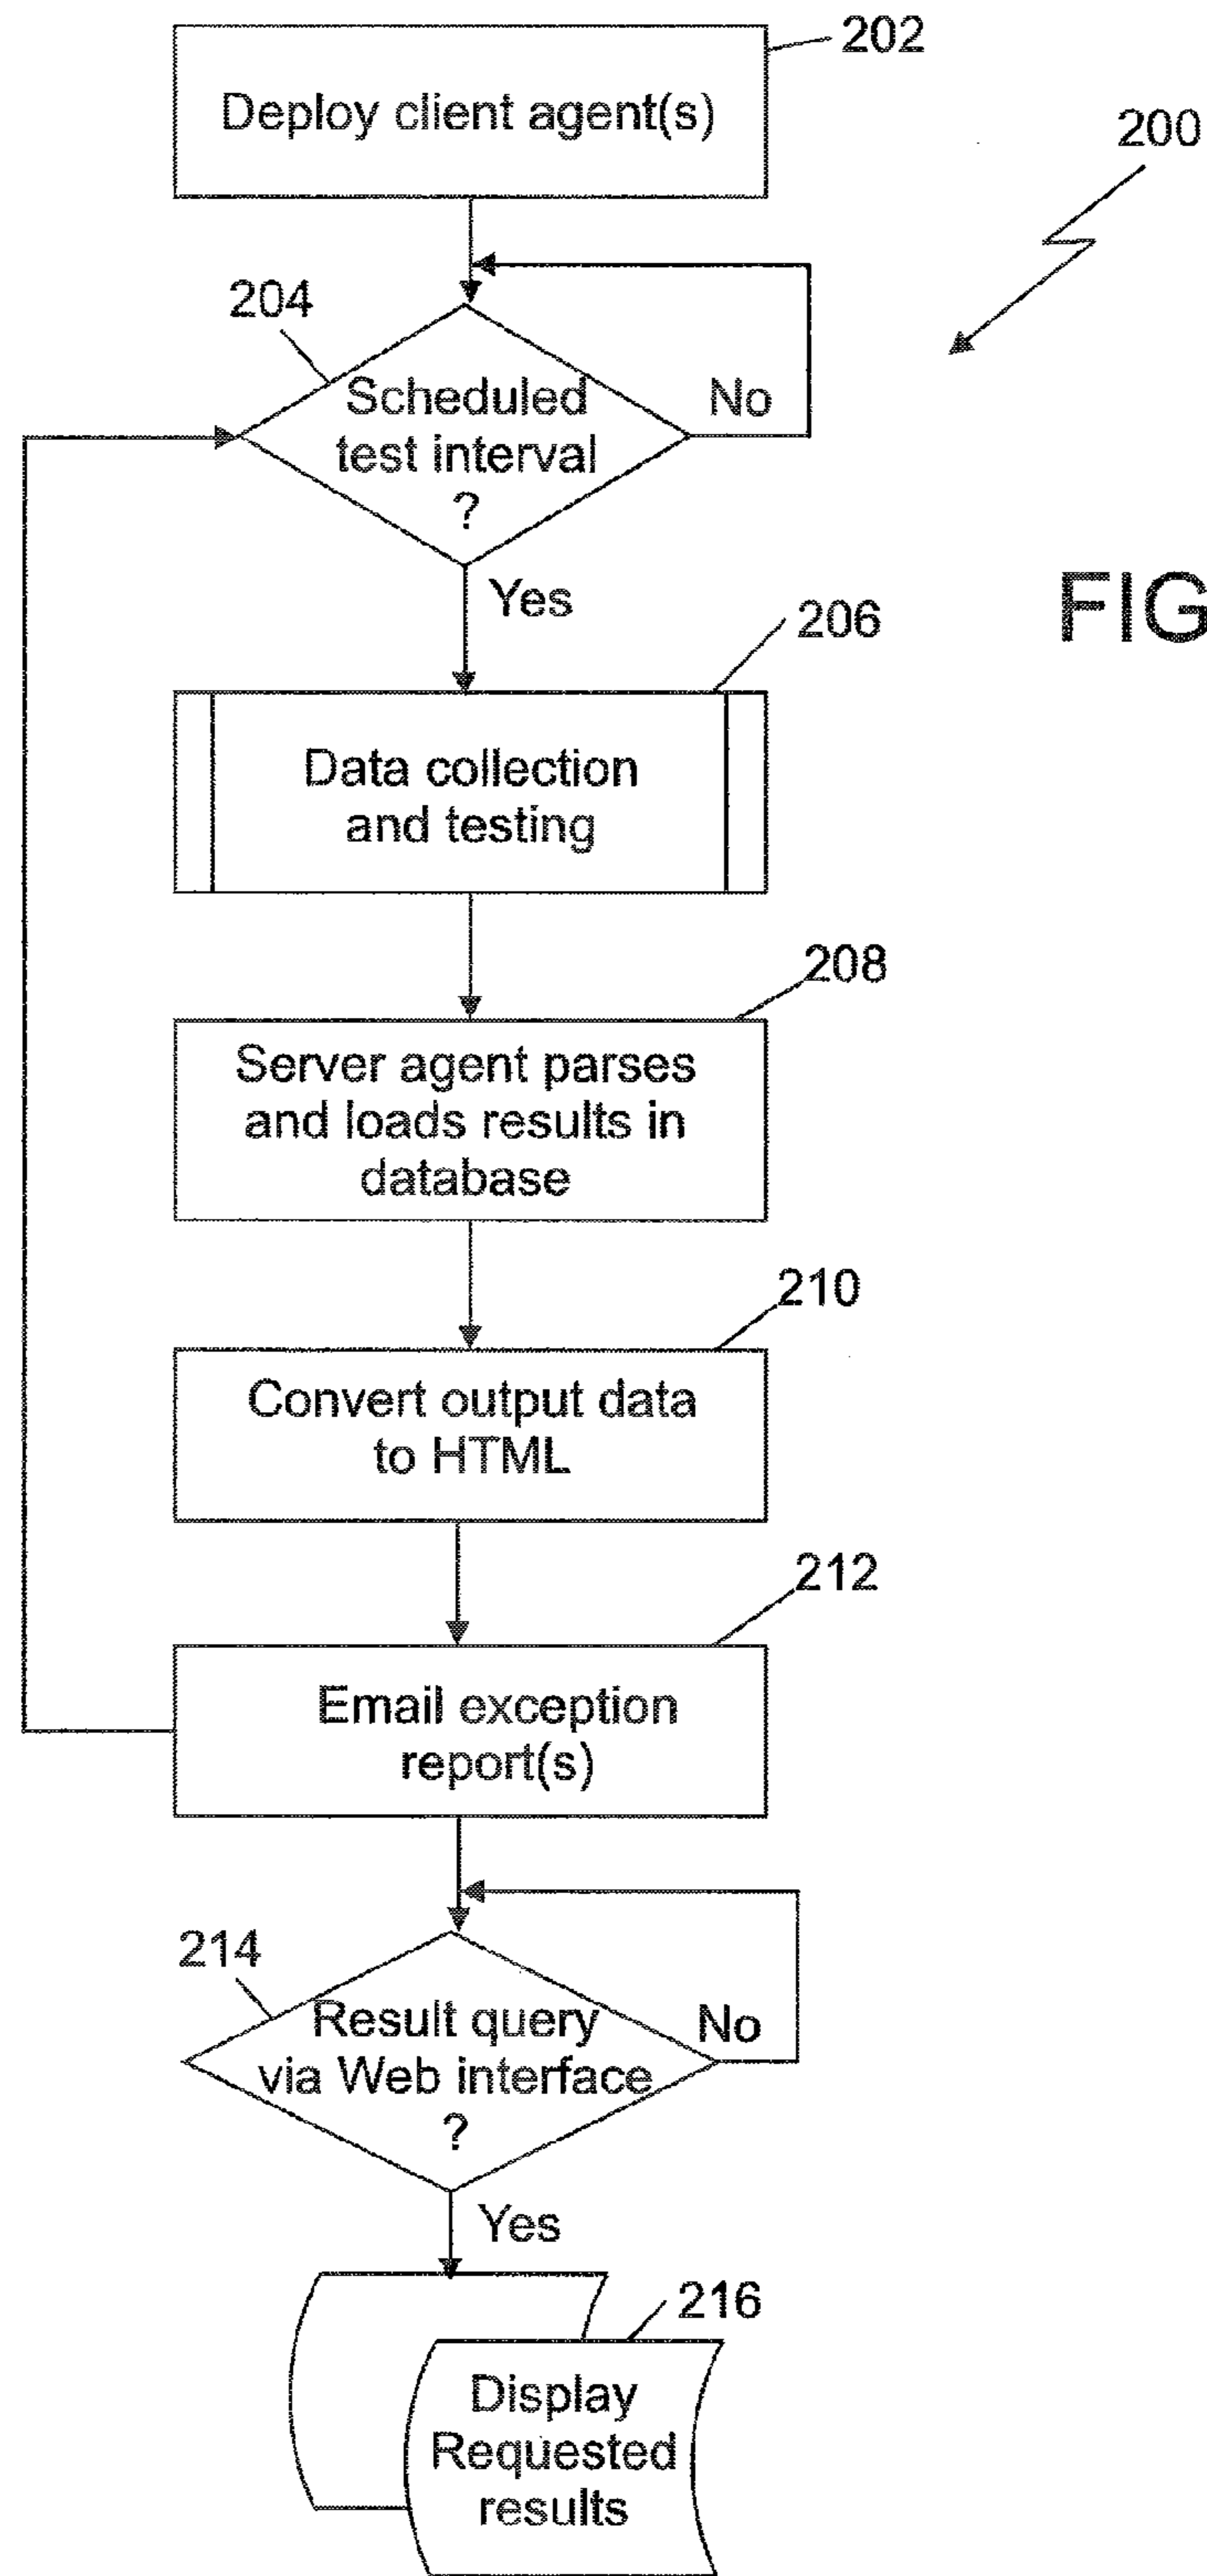 202
Deploy client agent(s)
200
204
Scheduled
test interval
?
No
Yes
FIG
206
Data collection
and testing
208
Server agent parses
and loads results in
database
210
Convert output data
to HTML
212
Email exception
report(s)
214
Result query
via Web interface
?
No
Yes
216
Display
Requested
results